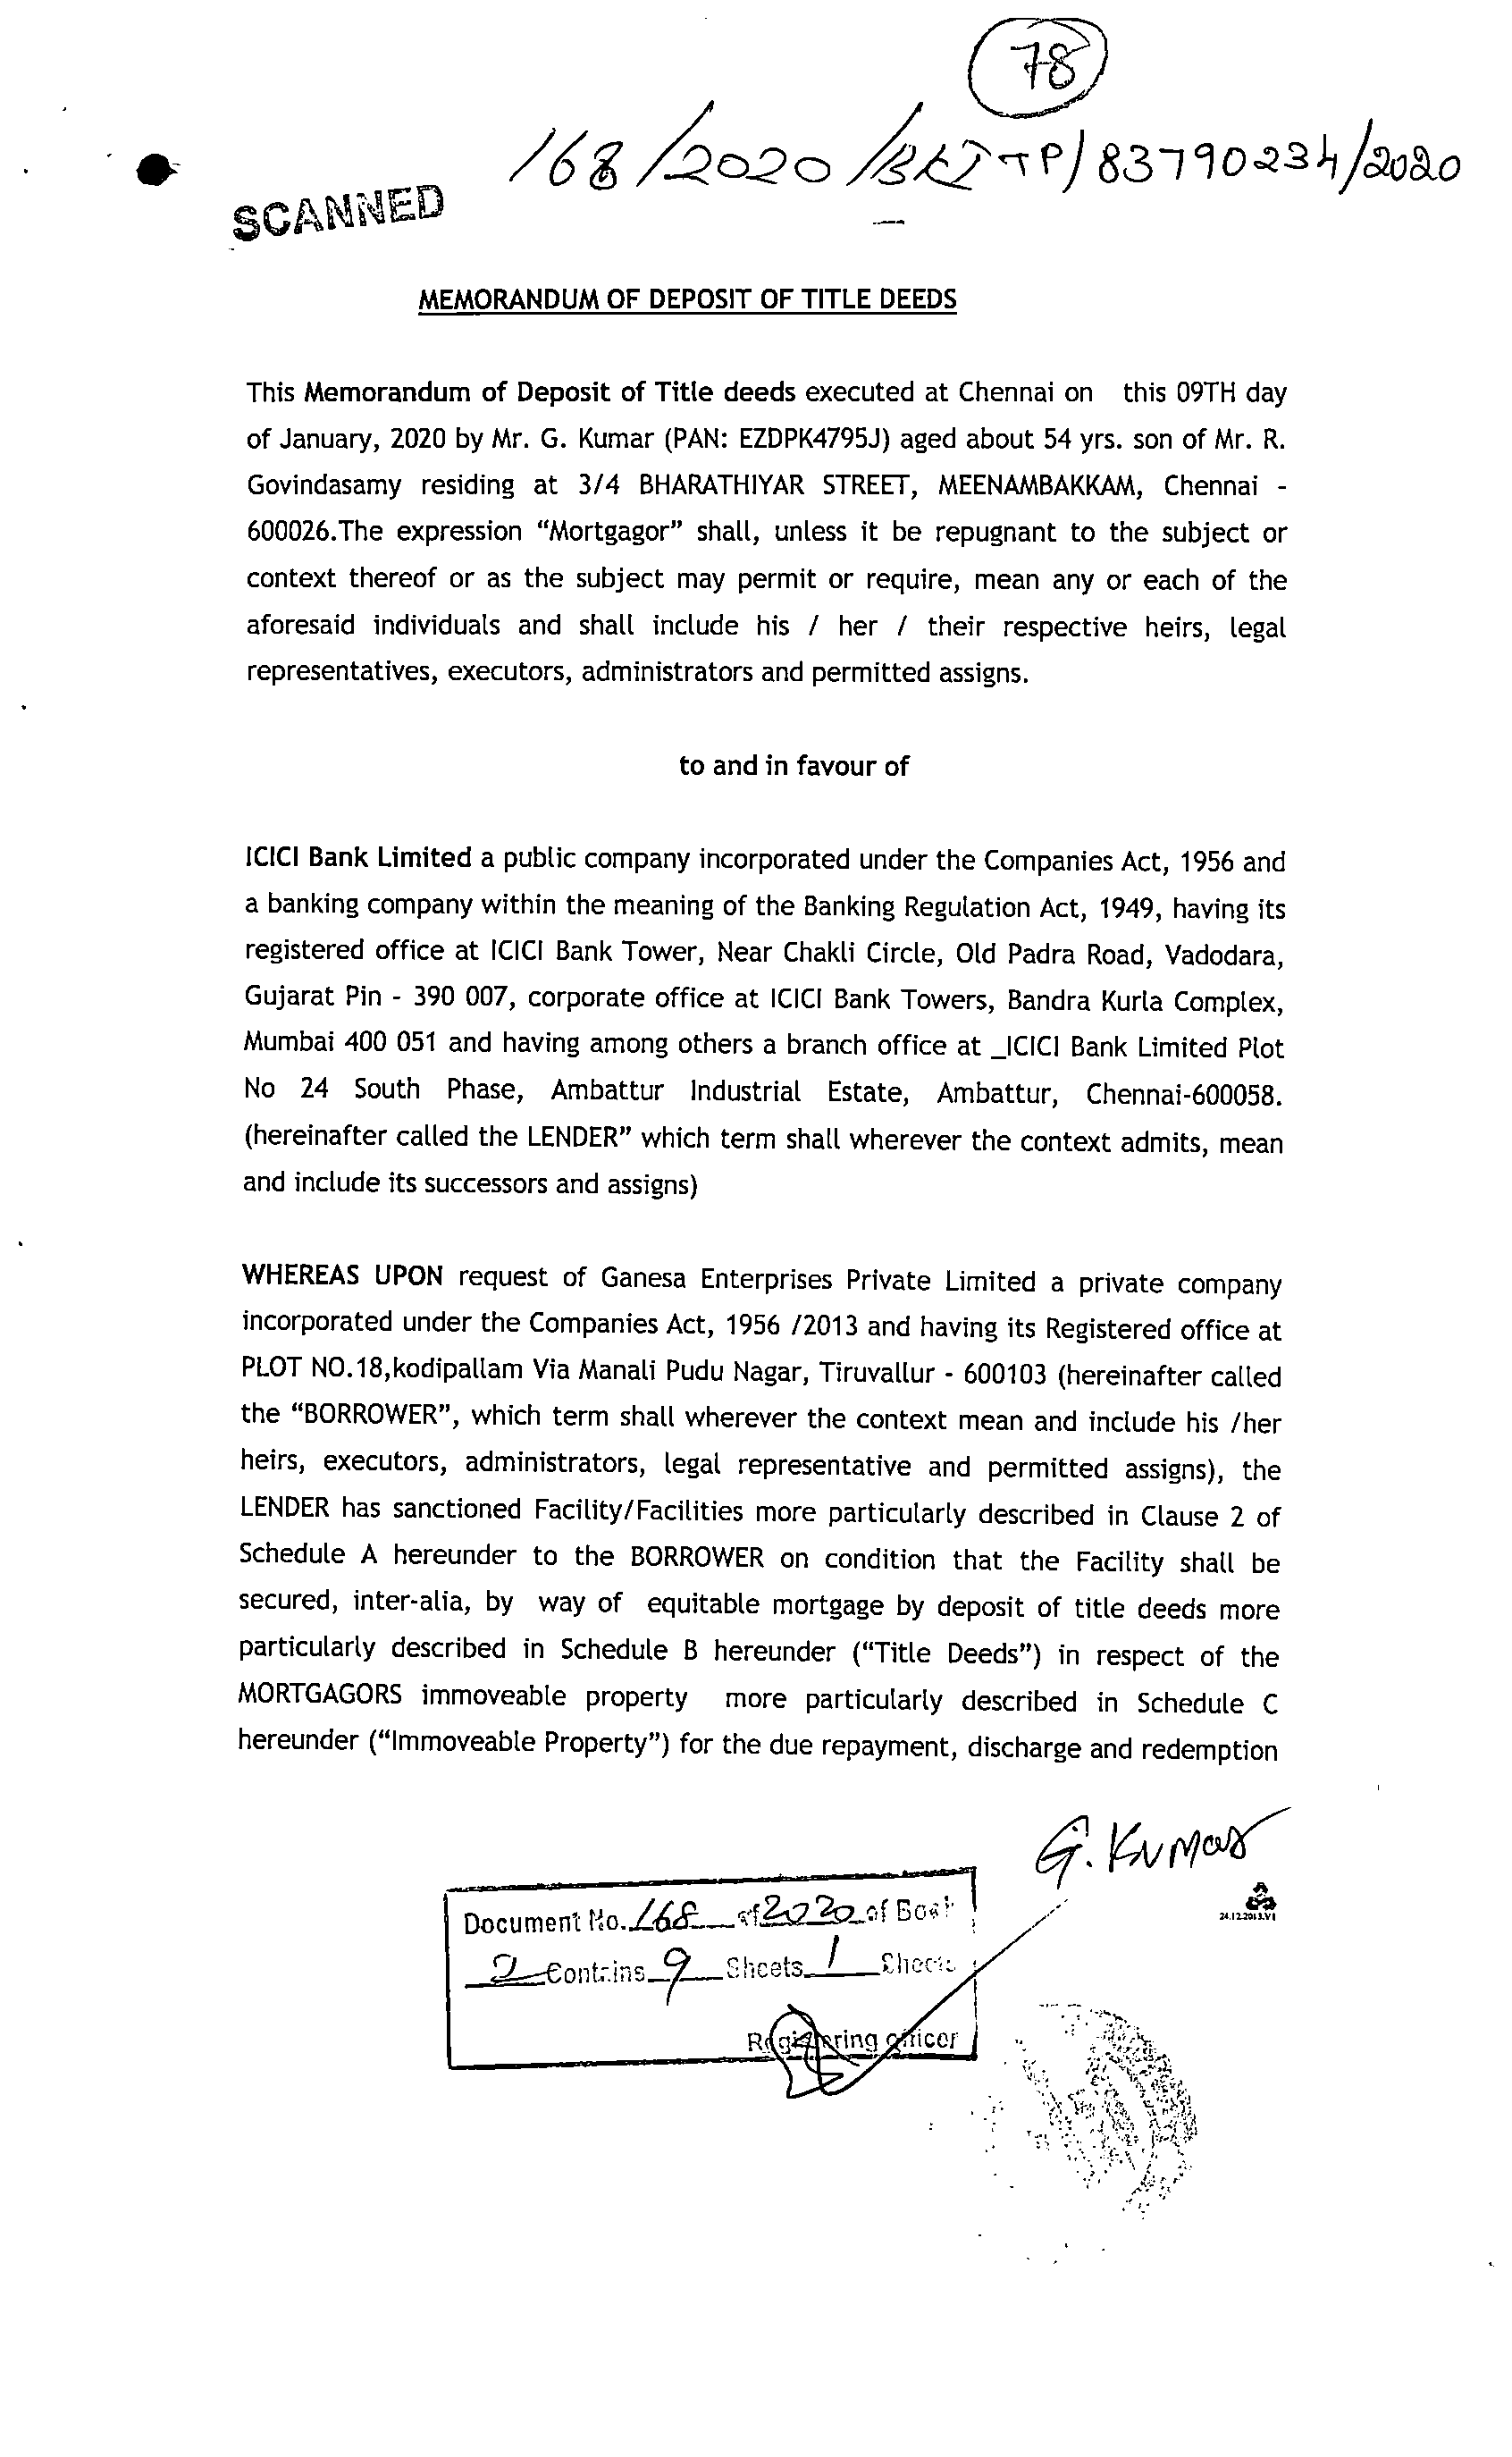 78
168/2020/BKI TP/83790234/2020
SCANNED
MEMORANDUM OF DEPOSIT OF TITLE DEEDS
This Memorandum of Deposit of Title deeds executed at Chennai on this 09TH day
of January, 2020 by Mr. G. Kumar (PAN: EZDPK4795J) aged about 54 yrs. son of Mr. R.
Govindasamy residing at 3/4 BHARATHIYAR STREET, MEENAMBAKKAM, Chennai -
600026.The expression “Mortgagor” shall, unless it be repugnant to the subject or
context thereof or as the subject may permit or require, mean any or each of the
aforesaid individuals and shall include his / her / their respective heirs, legal
representatives, executors, administrators and permitted assigns.
to and in favour of
ICICI Bank Limited a public company incorporated under the Companies Act, 1956 and
a banking company within the meaning of the Banking Regulation Act, 1949, having its
registered office at ICICI Bank Tower, Near Chakli Circle, Old Padra Road, Vadodara,
Gujarat Pin - 390 007, corporate office at ICICI Bank Towers, Bandra Kurla Complex,
Mumbai 400 051 and having among others a branch office at _ICICI Bank Limited Plot
No 24 South Phase, Ambattur Industrial Estate, Ambattur, Chennai-600058.
(hereinafter called the LENDER” which term shall wherever the context admits, mean
and include its successors and assigns)
WHEREAS UPON request of Ganesa Enterprises Private Limited a private company
incorporated under the Companies Act, 1956 /2013 and having its Registered office at
PLOT NO.18,kodipallam Via Manali Pudu Nagar, Tiruvallur - 600103 (hereinafter called
the “BORROWER”, which term shall wherever the context mean and include his /her
heirs, executors, administrators, legal representative and permitted assigns), the
LENDER has sanctioned Facility/Facilities more particularly described in Clause 2 of
Schedule A hereunder to the BORROWER on condition that the Facility shall be
secured, inter-alia, by way of equitable mortgage by deposit of title deeds more
particularly described in Schedule B hereunder (“Title Deeds”) in respect of the
MORTGAGORS immoveable property more particularly described in Schedule C
hereunder (“Immoveable Property”) for the due repayment, discharge and redemption
G. Kumar
24.12.2013.V1
Document No. 168 of 2020 of Book
2 Contains 9 Sheets 1 Sheets
Registering officer